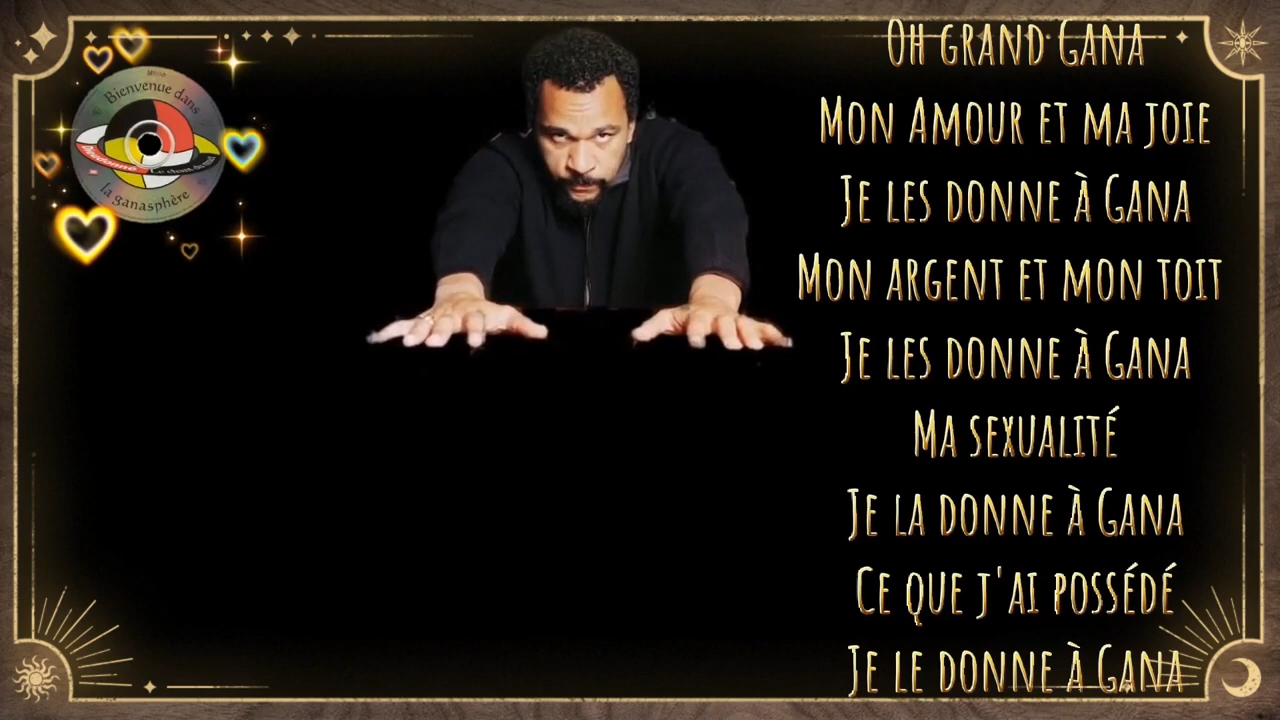 Bienvenue dans
la ganasphère
Oh grand Gana
Mon Amour et ma joie
Je les donne à Gana
Mon argent et mon toit
Je les donne à Gana
Ma sexualité
Je la donne à Gana
Ce que j'ai possédé
Je le donne à Gana